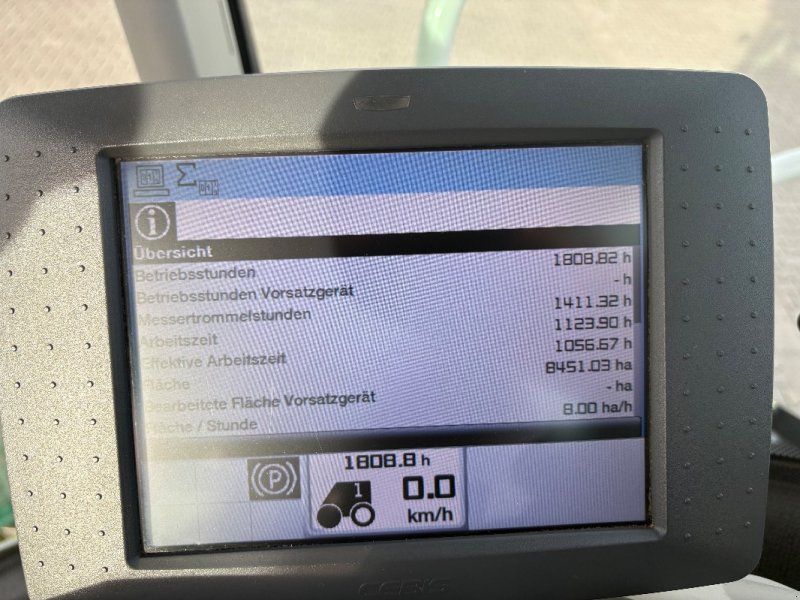 Übersicht
Betriebsstunden 1808.82 h
Betriebsstunden Vorsatzgerät - h
Messertrommelstunden 1411.32 h
Arbeitszeit 1123.90 h
Effektive Arbeitszeit 1056.67 h
Fläche 8451.03 ha
Bearbeitete Fläche Vorsatzgerät - ha
Fläche / Stunde 8.00 ha/h
1808.8 h
P
1
0.0
km/h
CEBIS